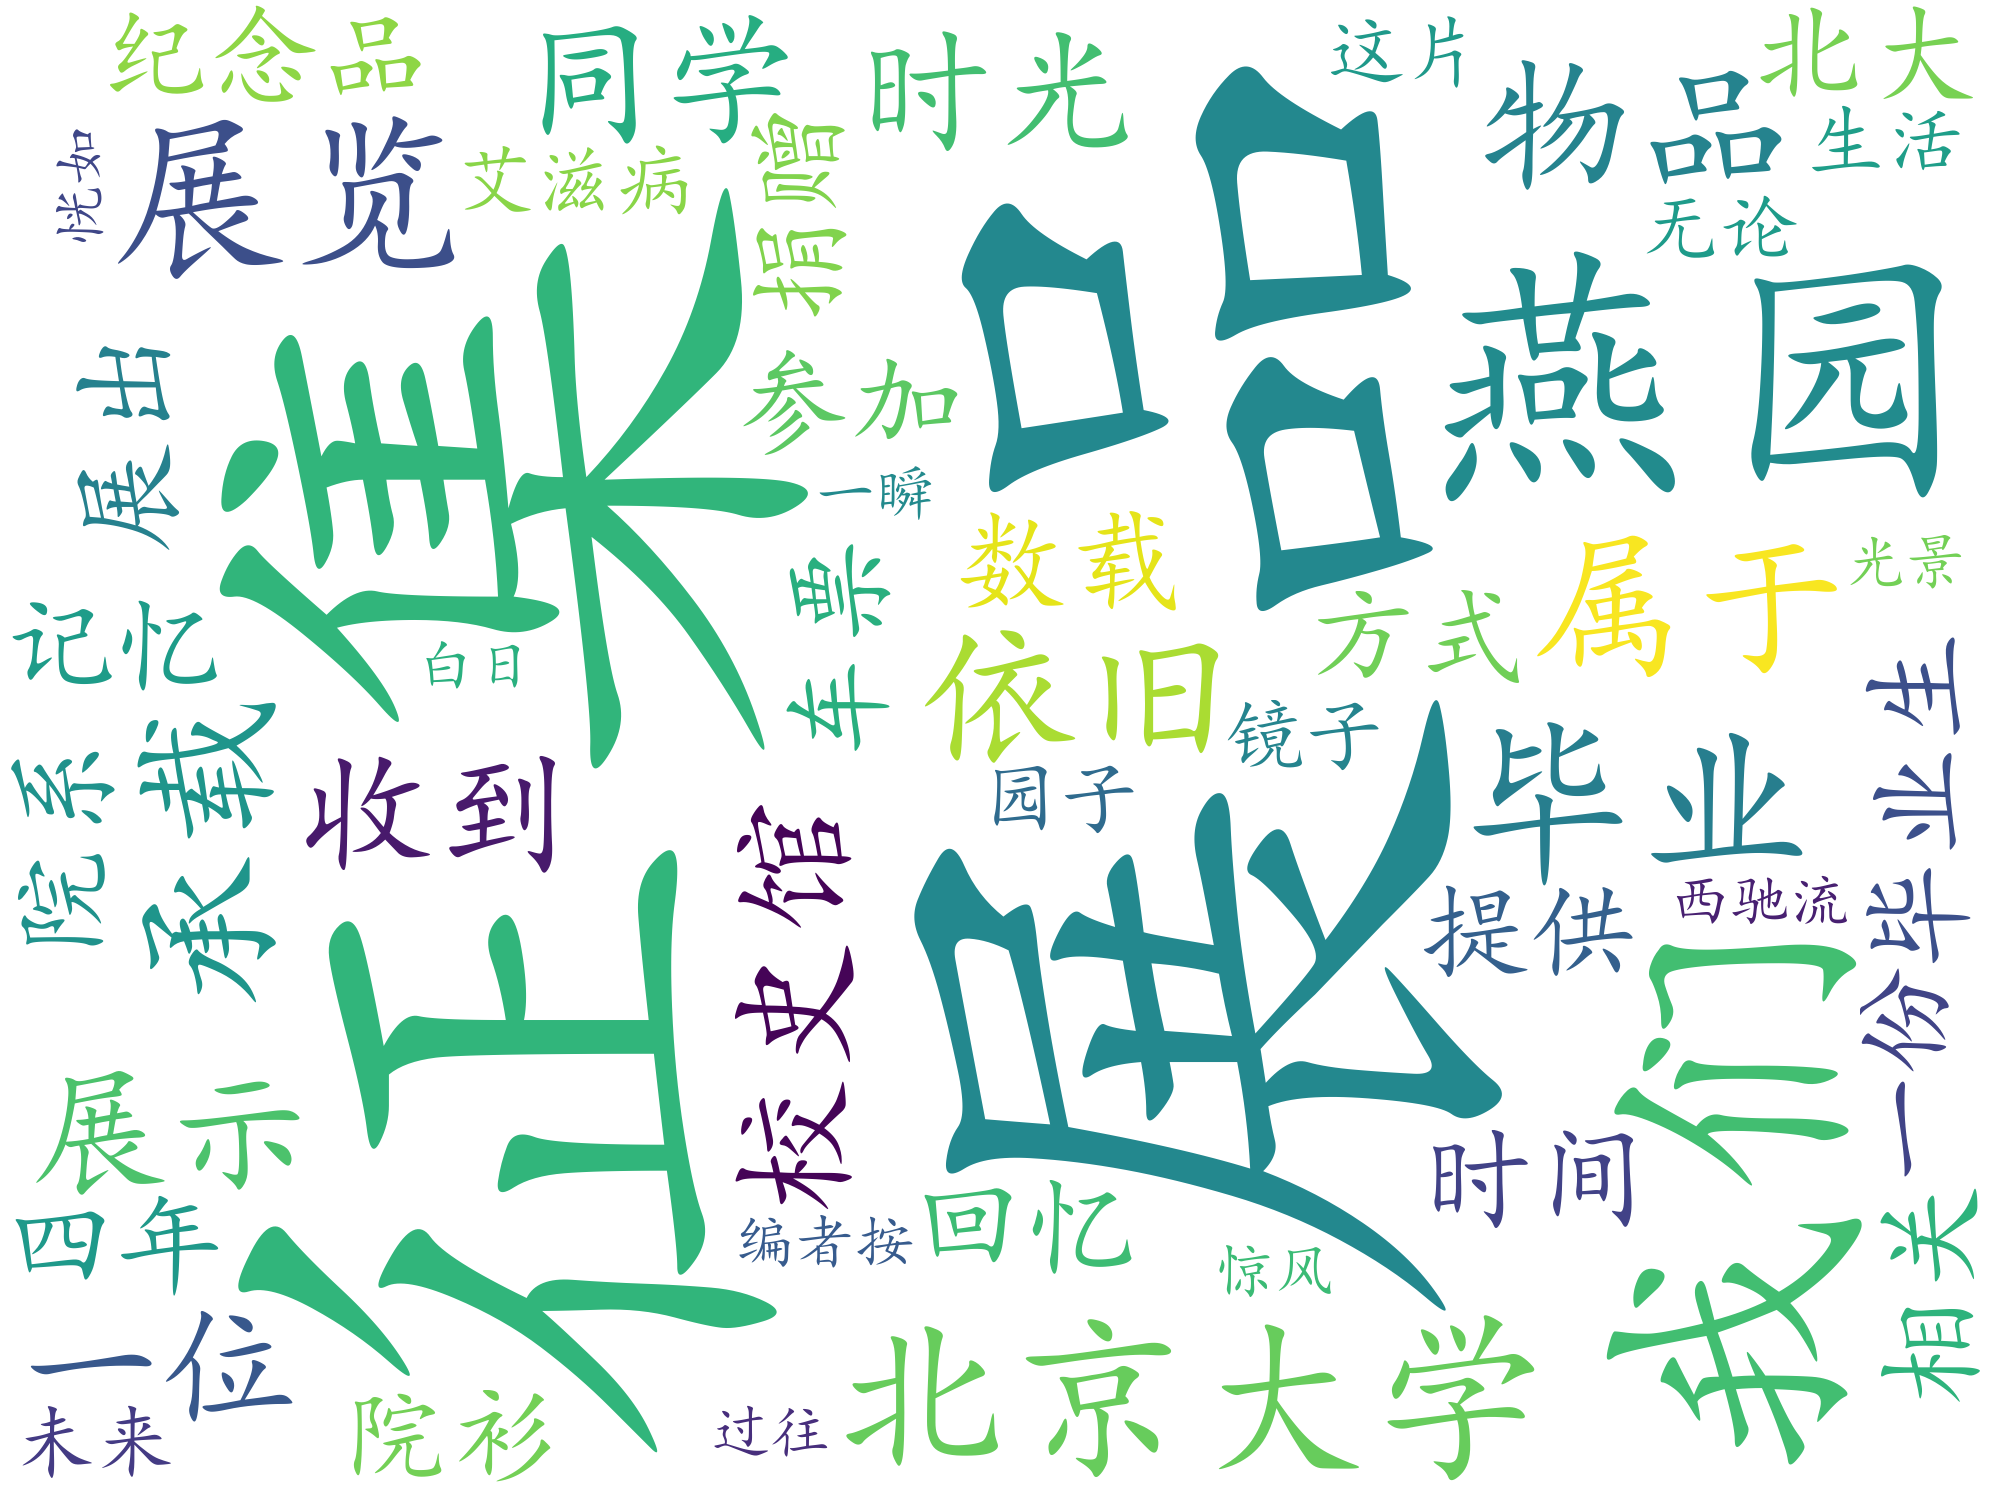 纪念品
同学
时光
这片
物品
北大
生活
恍如
展览
艾滋病
捐赠
无论
展品
征集
燕园
展出
参加
一瞬
数载
车票
属于
光景
记忆
白日
依旧
方式
镜子
毕业生
院系
承载
收到
园子
毕业
校史馆
提供
西驰流
一份
我们
展示
四年
编者按
回忆
惊风
时间
相关
一位
未来
院衫
过往
北京大学